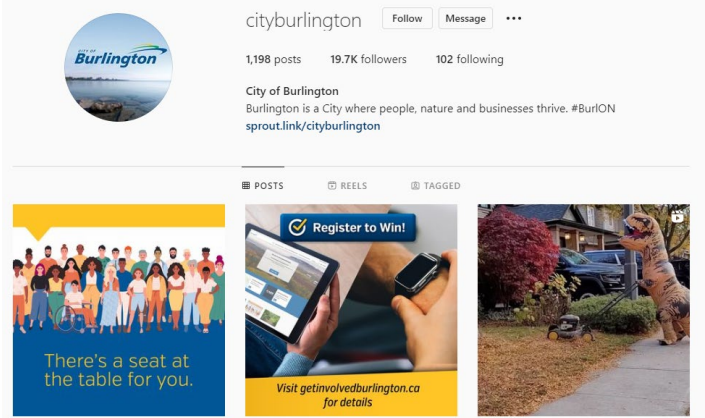 CITY OF
Burlington
cityburlington Follow Message
1,198 posts 19.7K followers 102 following
City of Burlington
Burlington is a City where people, nature and businesses thrive. #BurlON
sprout.link/cityburlington
POSTS REELS TAGGED
There's a seat at
the table for you.
Register to Win!
Visit getinvolvedburlington.ca
for details